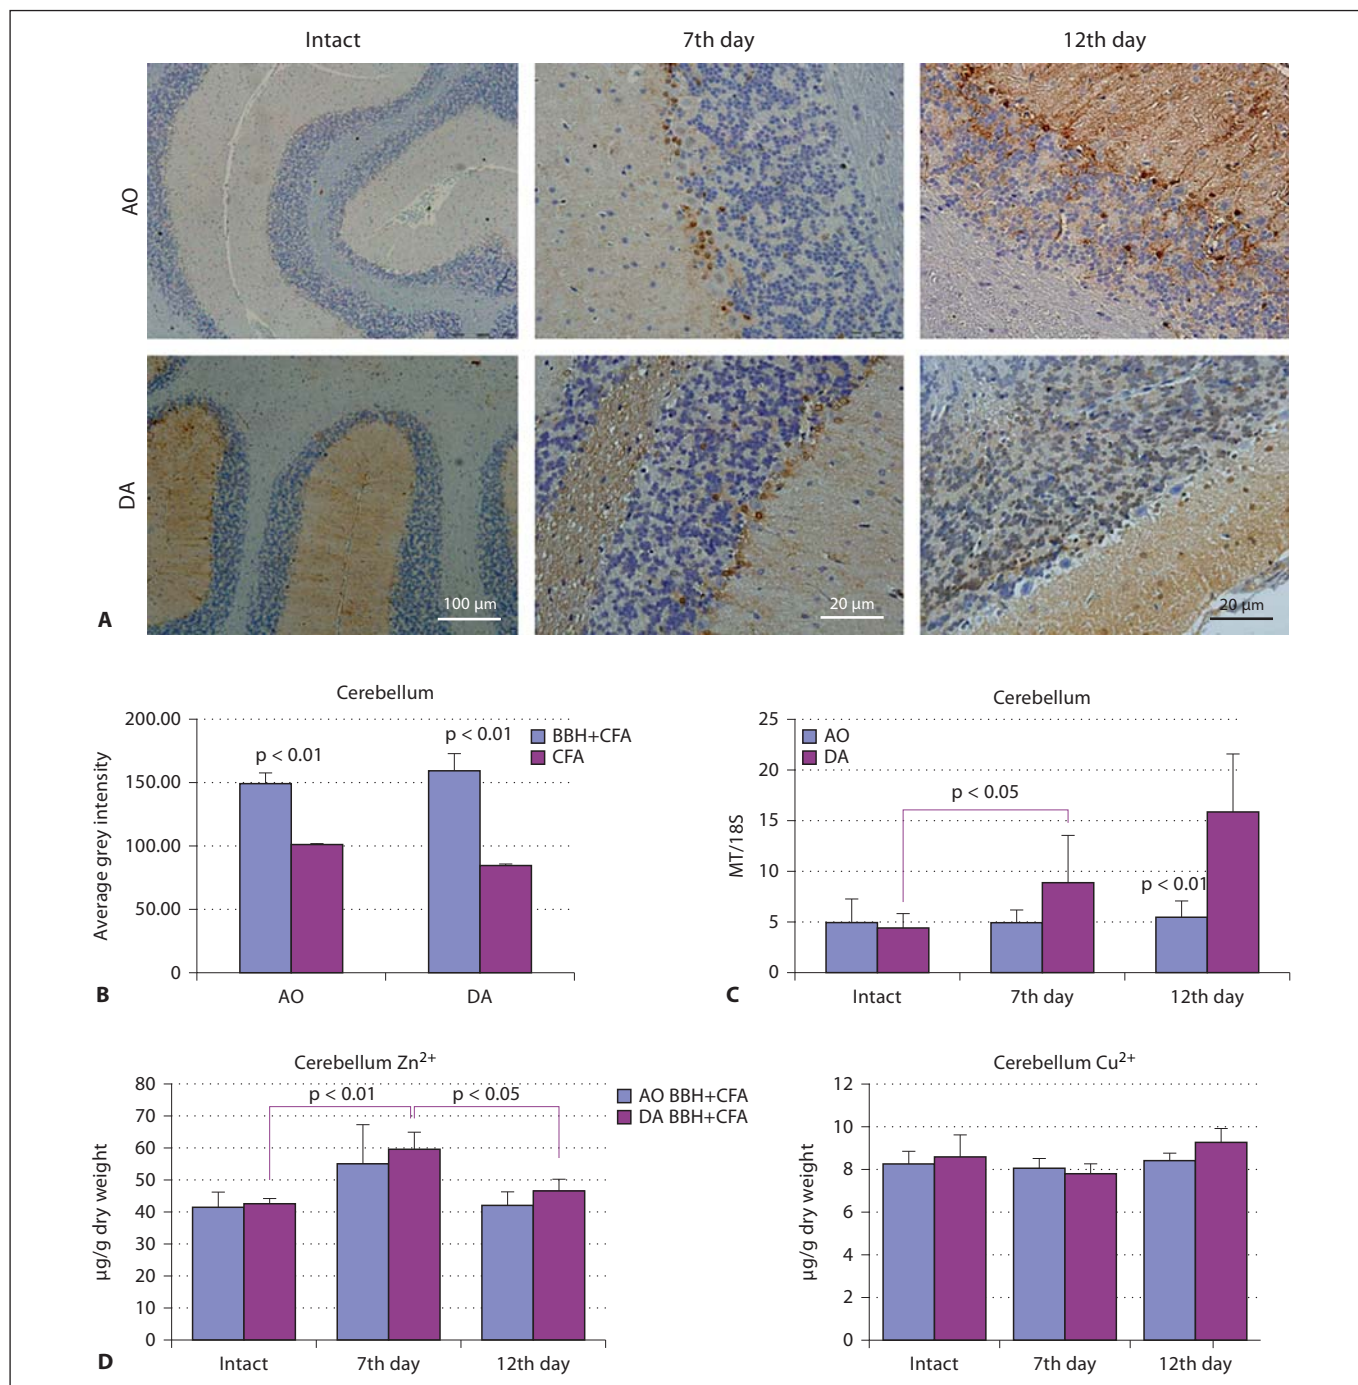 Intact 7th day 12th day
AO
DA
100 µm 20 µm 20 µm
A
Cerebellum
200.00
150.00
100.00
50.00
0
Average grey intensity
p < 0.01 p < 0.01
BBH+CFA
CFA
AO DA
B
Cerebellum
25
20
15
10
5
0
MT/18S
AO
DA
p < 0.05
p < 0.01
Intact 7th day 12th day
C
Cerebellum Zn²⁺
80
70
60
50
40
30
20
10
0
µg/g dry weight
p < 0.01 p < 0.05
AO BBH+CFA
DA BBH+CFA
Intact 7th day 12th day
D
Cerebellum Cu²⁺
12
10
8
6
4
2
0
µg/g dry weight
Intact 7th day 12th day